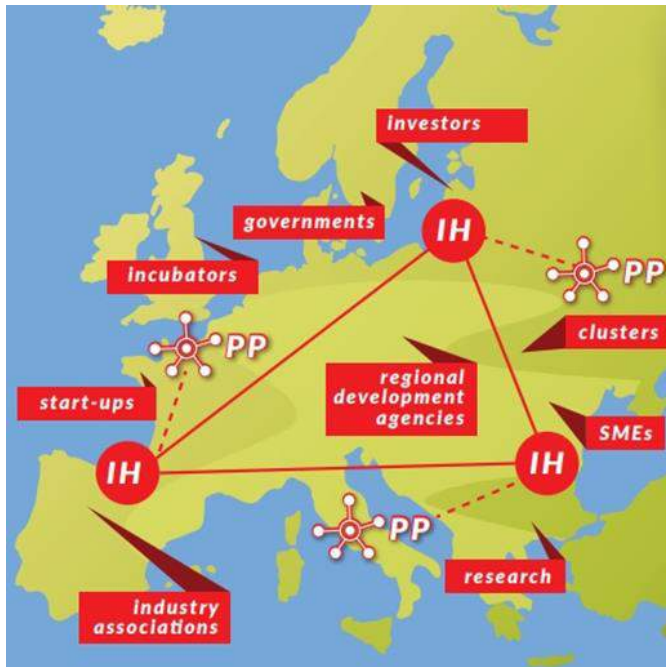 investors
governments
IH
incubators
PP
clusters
PP
regional
development
agencies
start-ups
SMEs
IH
IH
PP
research
industry
associations